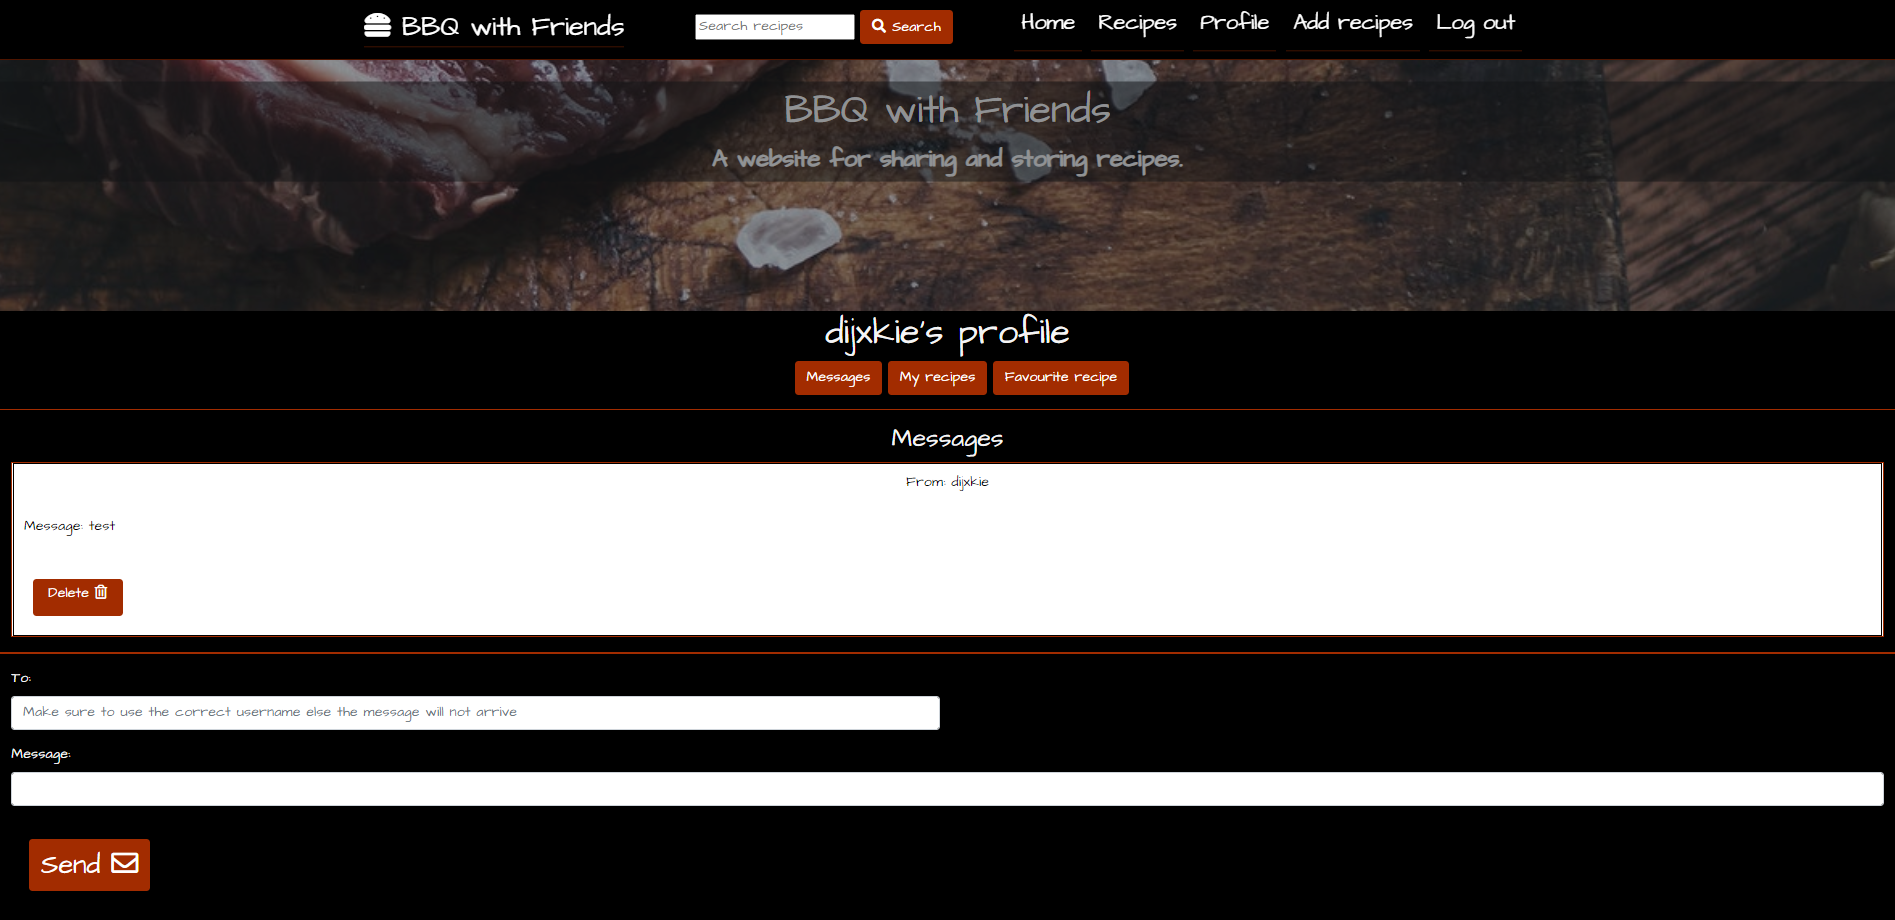 BBQ with Friends
Search recipes
Search
Home Recipes Profile Add recipes Log out
BBQ with Friends
A website for sharing and storing recipes.
dijxkie's profile
Messages My recipes Favourite recipe
Messages
From: dijxkie
Message: test
Delete
To:
Make sure to use the correct username else the message will not arrive
Message:
Send